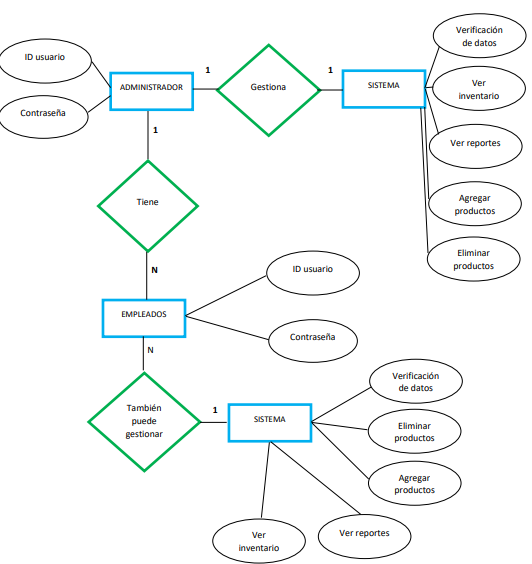 Verificación
de datos
ID usuario
ADMINISTRADOR
1
Gestiona
1
SISTEMA
Ver
inventario
Contraseña
1
Ver reportes
Tiene
Agregar
productos
Eliminar
productos
N
ID usuario
EMPLEADOS
Contraseña
N
Verificación
de datos
También
puede
gestionar
1
SISTEMA
Eliminar
productos
Agregar
productos
Ver
inventario
Ver reportes